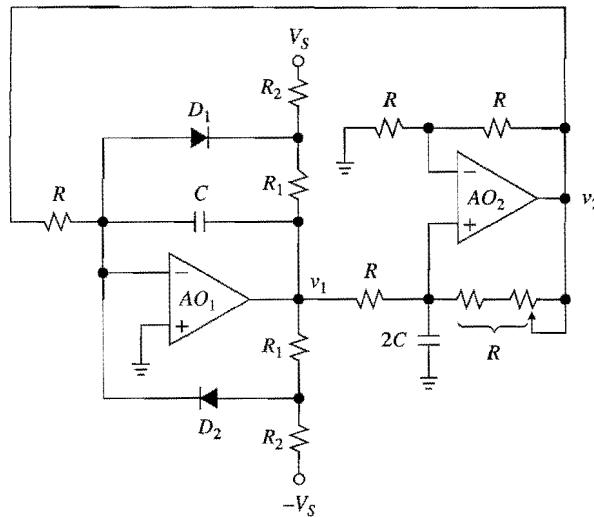 V_S
R_2
D_1
R
R
R_1
C
R
−
AO_1
+
−
AO_2
+
v_2
v_1
R
R_1
2C
R
D_2
R_2
−V_S